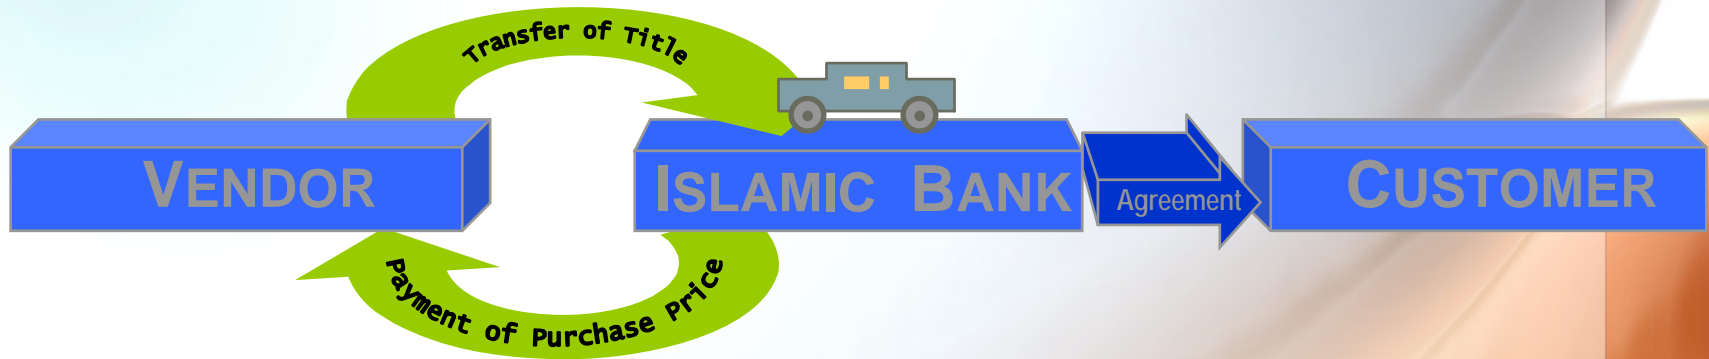 Transfer of Title
VENDOR
ISLAMIC BANK
Agreement
CUSTOMER
Payment of Purchase Price